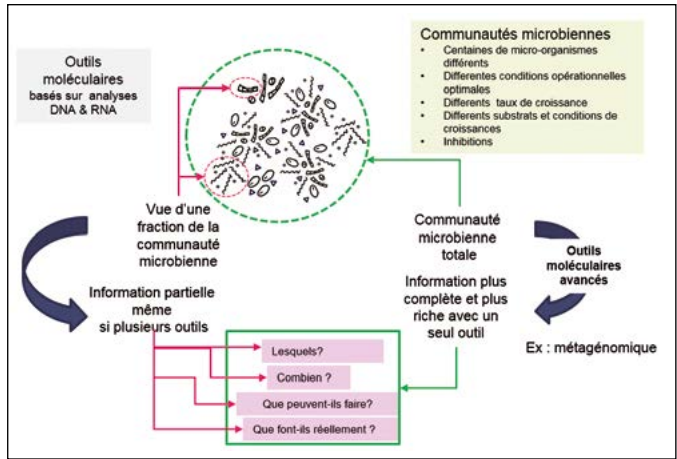 Outils
moléculaires
basés sur analyses
DNA & RNA
Communautés microbiennes
• Centaines de micro-organismes
différents
• Differentes conditions opérationnelles
optimales
• Differents taux de croissance
• Differents substrats et conditions de
croissances
• Inhibitions
Vue d'une
fraction de la
communauté
microbienne
Communauté
microbienne
totale
Outils
moléculaires
avancés
Information partielle
même
si plusieurs outils
Information plus
complète et plus
riche avec un
seul outil
Ex : métagénomique
Lesquels?
Combien ?
Que peuvent-ils faire?
Que font-ils réellement ?